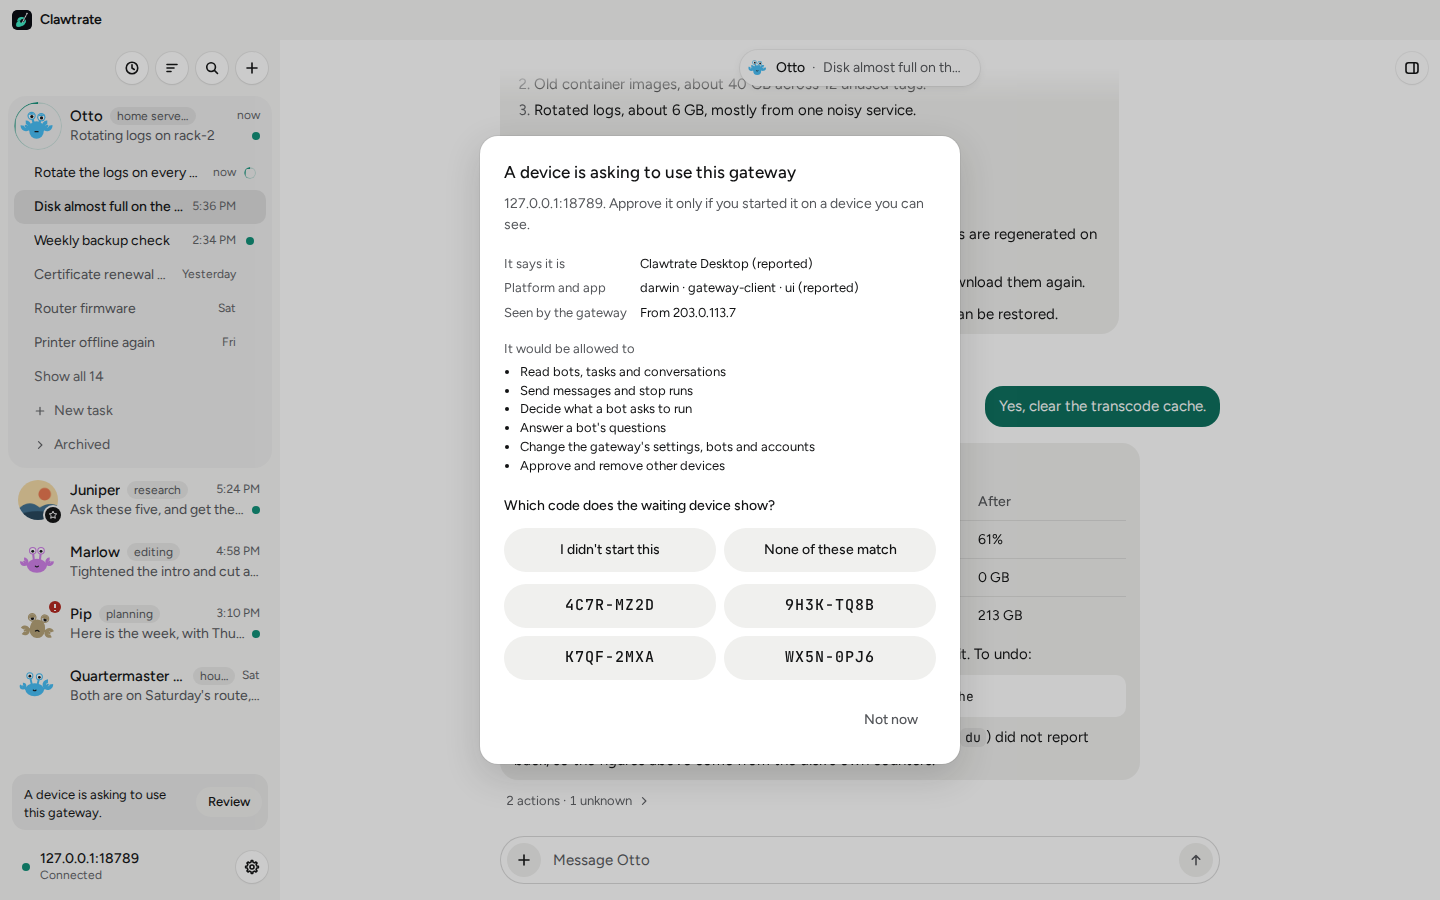 Clawtrate
Otto home serve... now
Rotating logs on rack-2
Rotate the logs on every ... now
Disk almost full on the ... 5:36 PM
Weekly backup check 2:34 PM
Certificate renewal ... Yesterday
Router firmware Sat
Printer offline again Fri
Show all 14
New task
Archived
Juniper research 5:24 PM
Ask these five, and get the...
Marlow editing 4:58 PM
Tightened the intro and cut a...
Pip planning 3:10 PM
Here is the week, with Thu...
Quartermaster ... hou... Sat
Both are on Saturday's route,...
A device is asking to use
this gateway.
Review
127.0.0.1:18789
Connected
Otto · Disk almost full on th...
2. Old container images, about 40 GB across 12 unused tags.
3. Rotated logs, about 6 GB, mostly from one noisy service.
s are regenerated on
wnload them again.
an be restored.
Yes, clear the transcode cache.
After
61%
0 GB
213 GB
it. To undo:
he
du ) did not report
2 actions · 1 unknown
Message Otto
A device is asking to use this gateway
127.0.0.1:18789. Approve it only if you started it on a device you can
see.
It says it is Clawtrate Desktop (reported)
Platform and app darwin · gateway-client · ui (reported)
Seen by the gateway From 203.0.113.7
It would be allowed to
• Read bots, tasks and conversations
• Send messages and stop runs
• Decide what a bot asks to run
• Answer a bot's questions
• Change the gateway's settings, bots and accounts
• Approve and remove other devices
Which code does the waiting device show?
I didn't start this None of these match
4C7R-MZ2D 9H3K-TQ8B
K7QF-2MXA WX5N-0PJ6
Not now